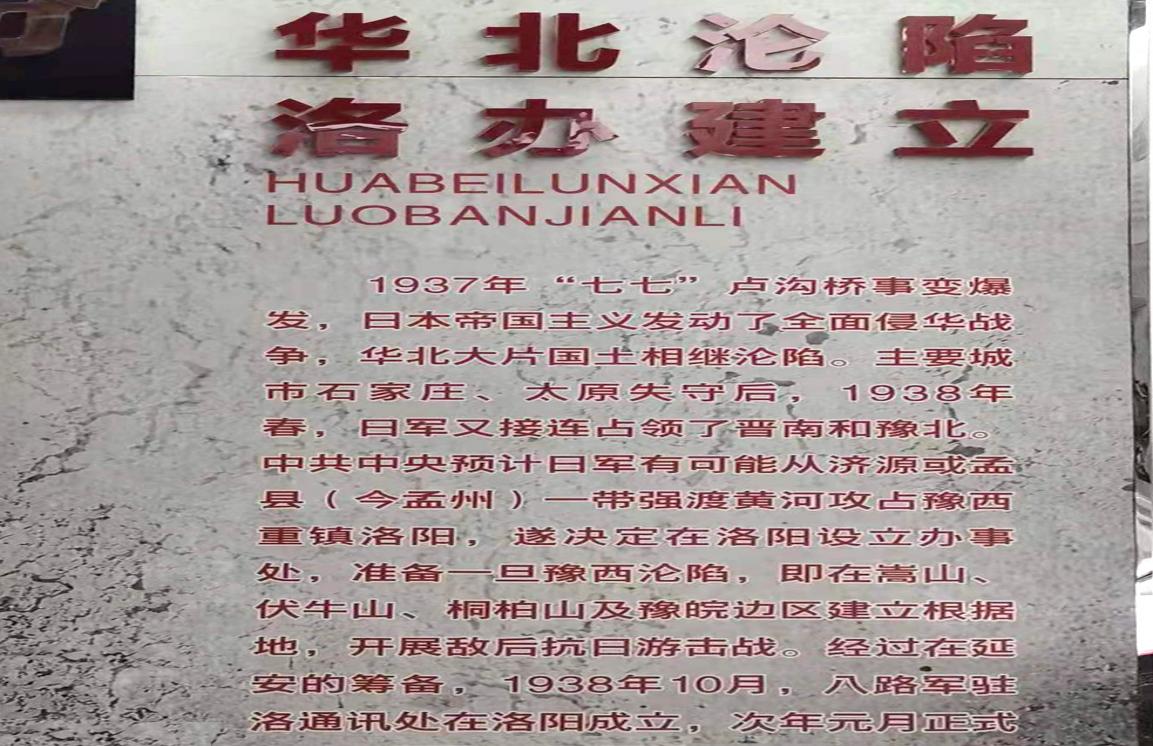 华北沦陷
洛办建立
HUABEILUNXIAN
LUOBANJIANLI
1937年“七七”卢沟桥事变爆
发，日本帝国主义发动了全面侵华战
争，华北大片国土相继沦陷。主要城
市石家庄、太原失守后，1938年
春，日军又接连占领了晋南和豫北。
中共中央预计日军有可能从济源或孟
县（今孟州）一带强渡黄河攻占豫西
重镇洛阳，遂决定在洛阳设立办事
处，准备一旦豫西沦陷，即在嵩山、
伏牛山、桐柏山及豫皖边区建立根据
地，开展敌后抗日游击战。经过在延
安的筹备，1938年10月，八路军驻
洛通讯处在洛阳成立，次年元月正式